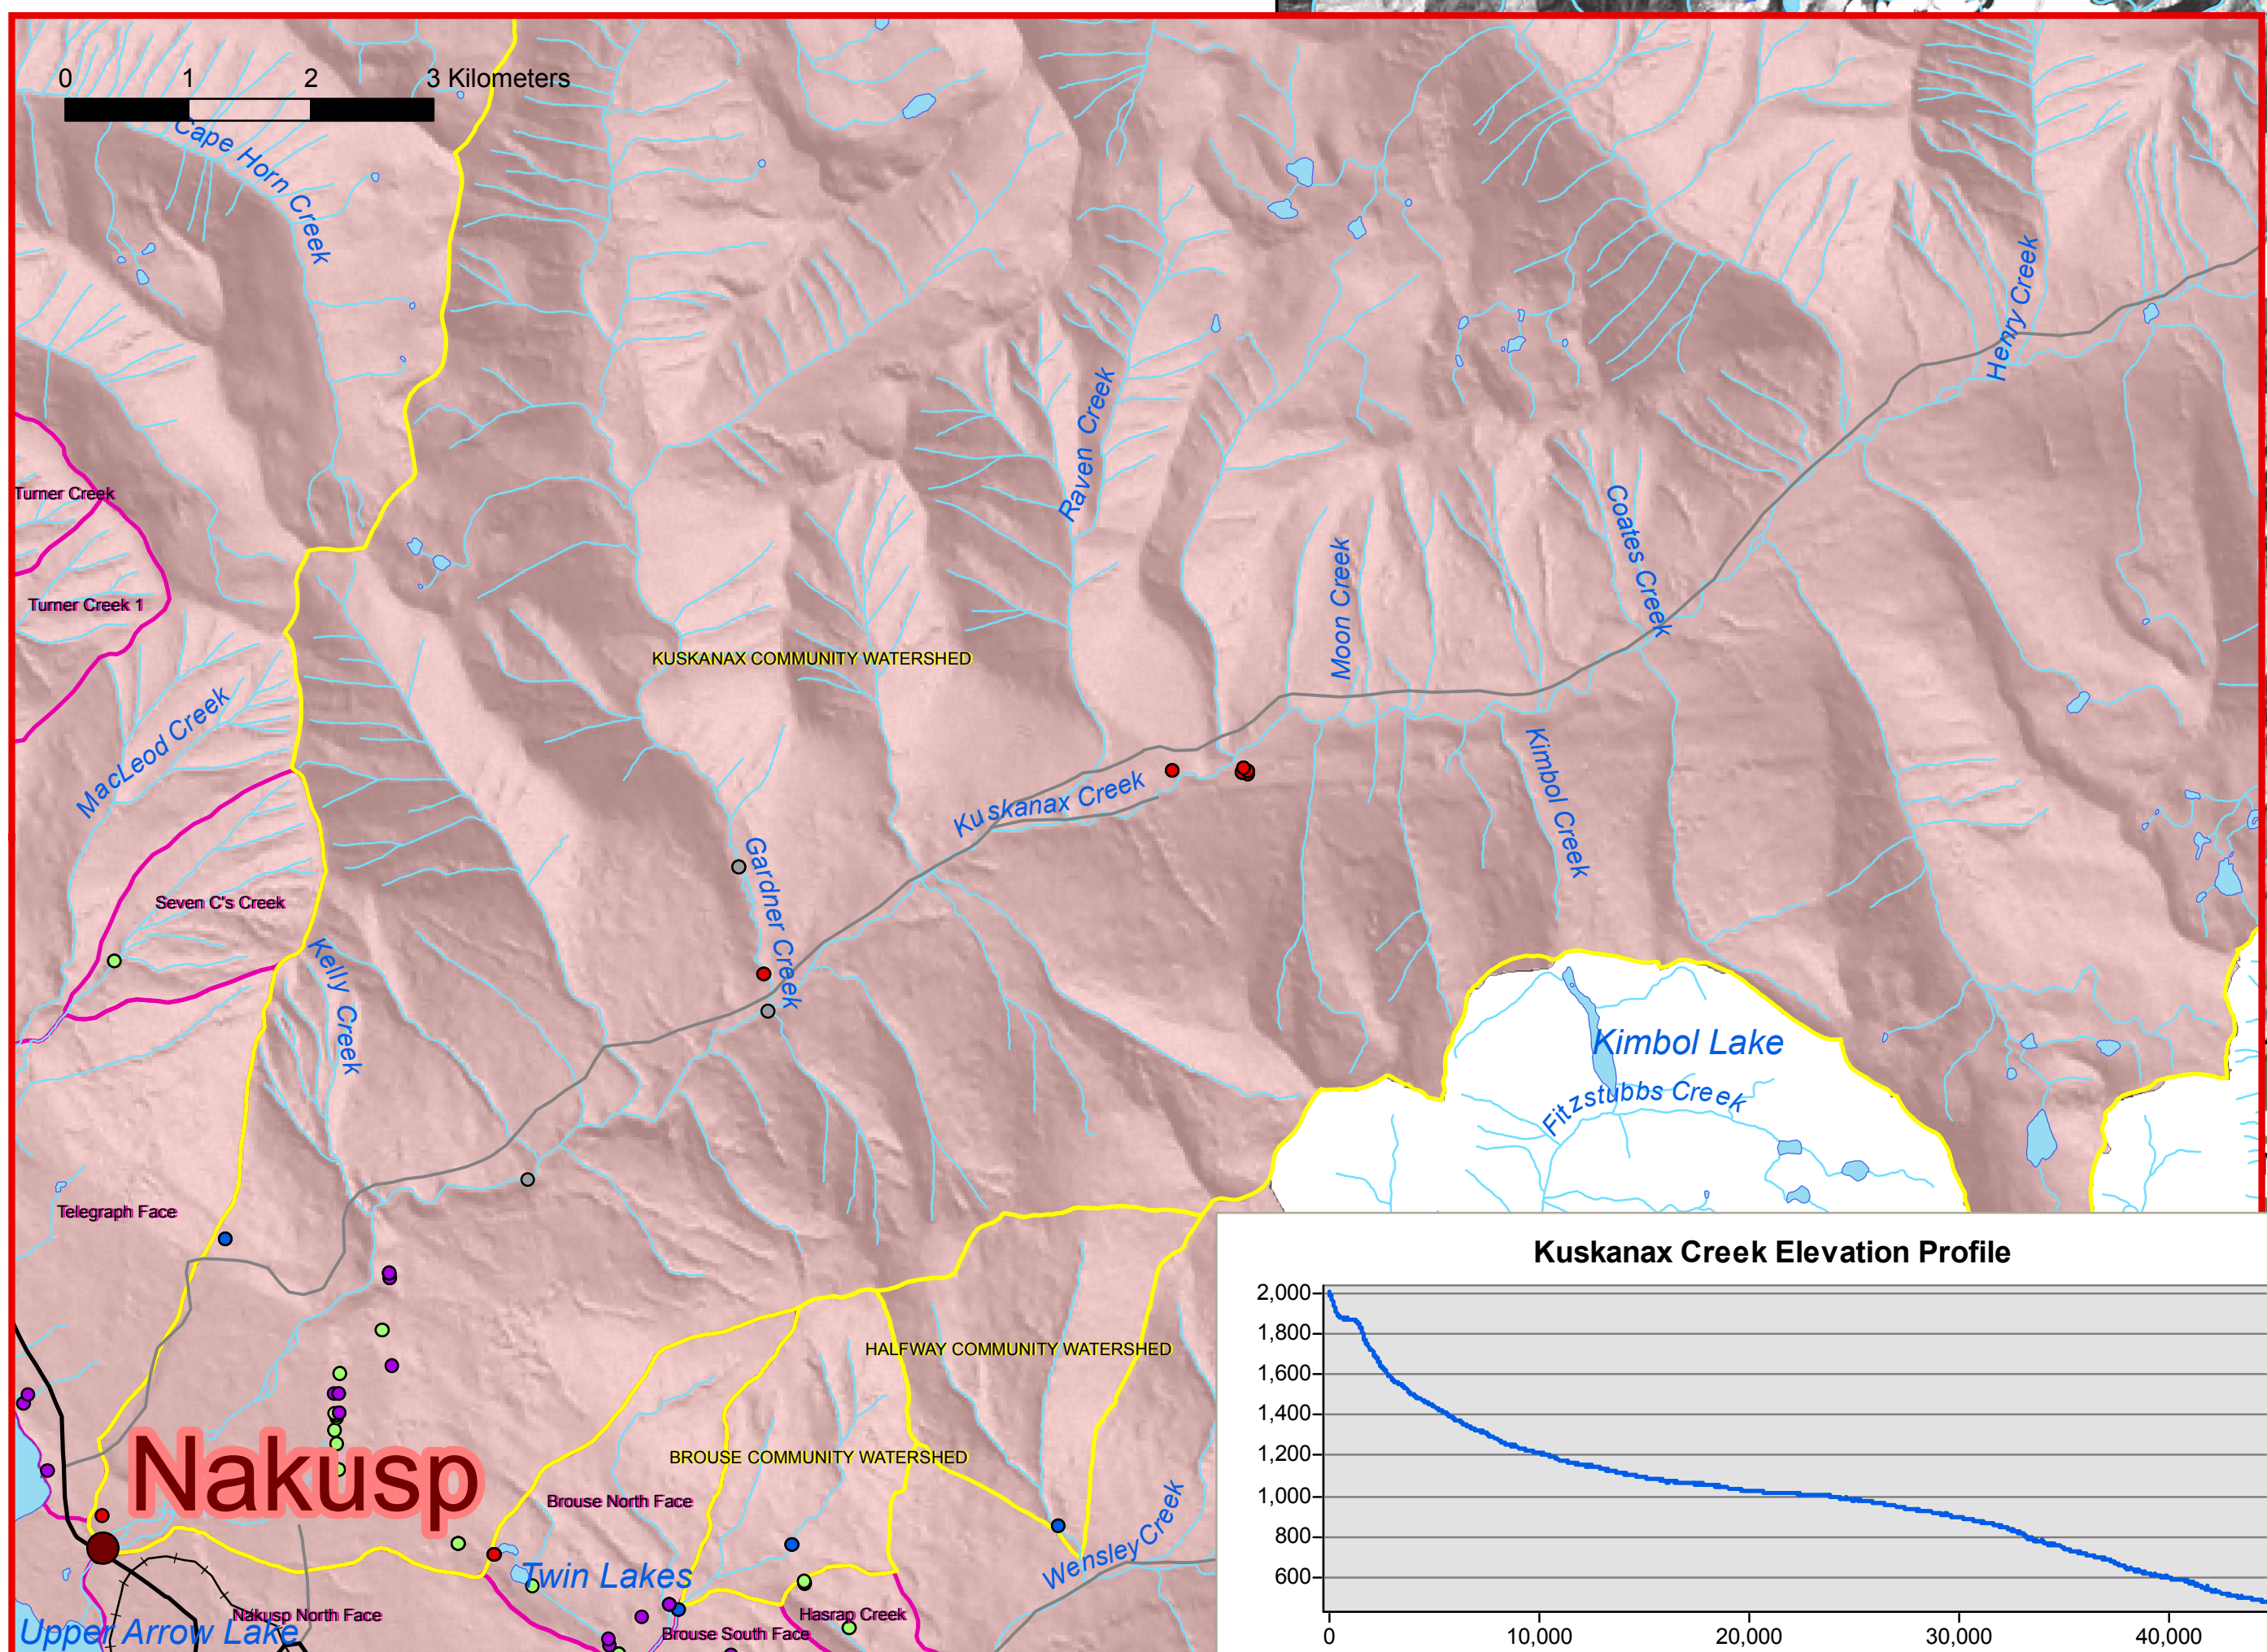 0 1 2 3 Kilometers
Cape Horn Creek
Henry Creek
Raven Creek
Turner Creek
Coates Creek
Moon Creek
Turner Creek 1
KUSKANAX COMMUNITY WATERSHED
MacLeod Creek
Kuskanax Creek
Kimbol Creek
Gardner Creek
Seven C's Creek
Kelly Creek
Kimbol Lake
Fitzstubbs Creek
Telegraph Face
Kuskanax Creek Elevation Profile
2,000
1,800
1,600
1,400
1,200
1,000
800
600
0 10,000 20,000 30,000 40,000
HALFWAY COMMUNITY WATERSHED
BROUSE COMMUNITY WATERSHED
Nakusp
Brouse North Face
Wensley Creek
Twin Lakes
Nakusp North Face
Hasrap Creek
Upper Arrow Lake
Brouse South Face